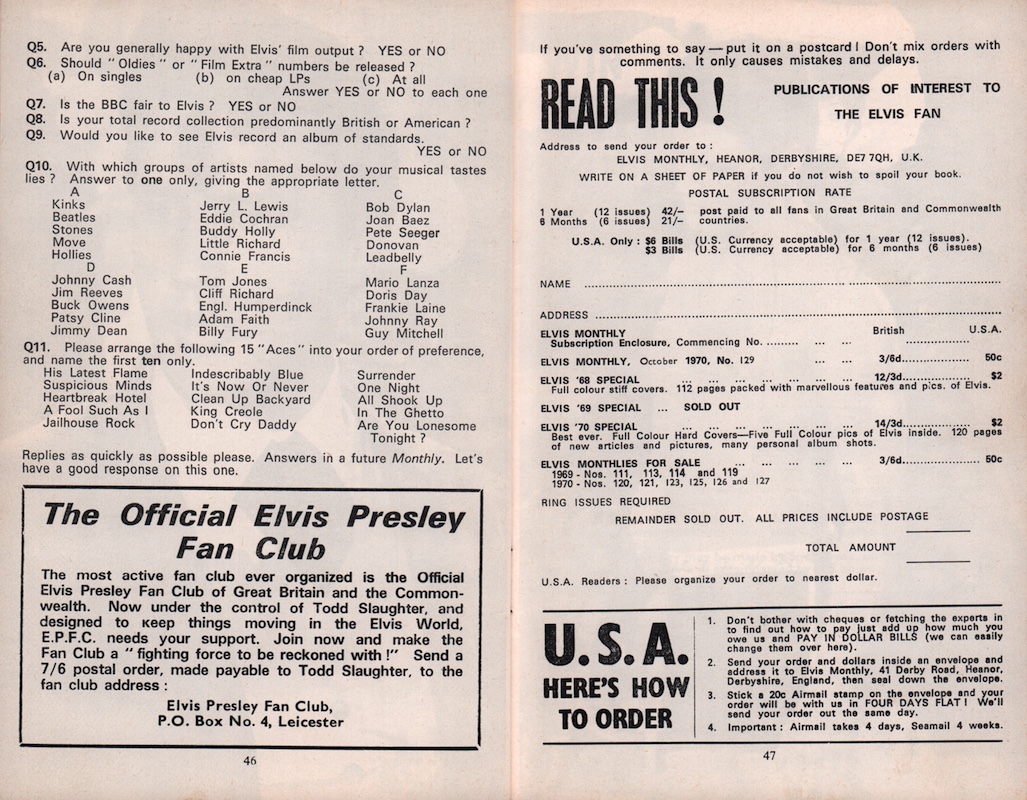 Q5. Are you generally happy with Elvis' film output ? YES or NO
Q6. Should "Oldies" or "Film Extra" numbers be released ?
(a) On singles (b) on cheap LPs (c) At all
Answer YES or NO to each one
Q7. Is the BBC fair to Elvis ? YES or NO
Q8. Is your total record collection predominantly British or American ?
Q9. Would you like to see Elvis record an album of standards.
YES or NO
Q10. With which groups of artists named below do your musical tastes
lies ? Answer to one only, giving the appropriate letter.
A B C
Kinks Jerry L. Lewis Bob Dylan
Beatles Eddie Cochran Joan Baez
Stones Buddy Holly Pete Seeger
Move Little Richard Donovan
Hollies Connie Francis Leadbelly
D E F
Johnny Cash Tom Jones Mario Lanza
Jim Reeves Cliff Richard Doris Day
Buck Owens Engl. Humperdinck Frankie Laine
Patsy Cline Adam Faith Johnny Ray
Jimmy Dean Billy Fury Guy Mitchell
Q11. Please arrange the following 15 "Aces" into your order of preference,
and name the first ten only.
His Latest Flame Indescribably Blue Surrender
Suspicious Minds It's Now Or Never One Night
Heartbreak Hotel Clean Up Backyard All Shook Up
A Fool Such As I King Creole In The Ghetto
Jailhouse Rock Don't Cry Daddy Are You Lonesome
Tonight ?
Replies as quickly as possible please. Answers in a future Monthly. Let's
have a good response on this one.
The Official Elvis Presley
Fan Club
The most active fan club ever organized is the Official
Elvis Presley Fan Club of Great Britain and the Common-
wealth. Now under the control of Todd Slaughter, and
designed to keep things moving in the Elvis World,
E.P.F.C. needs your support. Join now and make the
Fan Club a "fighting force to be reckoned with !" Send a
7/6 postal order, made payable to Todd Slaughter, to the
fan club address :
Elvis Presley Fan Club,
P.O. Box No. 4, Leicester
46
If you've something to say — put it on a postcard ! Don't mix orders with
comments. It only causes mistakes and delays.
READ THIS !
PUBLICATIONS OF INTEREST TO
THE ELVIS FAN
Address to send your order to :
ELVIS MONTHLY, HEANOR, DERBYSHIRE, DE7 7QH, U.K.
WRITE ON A SHEET OF PAPER if you do not wish to spoil your book.
POSTAL SUBSCRIPTION RATE
1 Year (12 issues) 42/– post paid to all fans in Great Britain and Commonwealth
6 Months (6 issues) 21/– countries.
U.S.A. Only : $6 Bills (U.S. Currency acceptable) for 1 year (12 issues).
$3 Bills (U.S. Currency acceptable) for 6 months (6 issues)
NAME ..........
ADDRESS ..........
ELVIS MONTHLY British U.S.A.
Subscription Enclosure, Commencing No. ......... ... ... ..........
ELVIS MONTHLY, October 1970, No. 129 ... ... 3/6d.......... 50c
ELVIS '68 SPECIAL ... ... ... ... ... ... ... 12/3d.......... $2
Full colour stiff covers. 112 pages packed with marvellous features and pics. of Elvis.
ELVIS '69 SPECIAL ... SOLD OUT
ELVIS '70 SPECIAL ... ... ... ... ... ... ... 14/3d.......... $2
Best ever. Full Colour Hard Covers—Five Full Colour pics of Elvis inside. 120 pages
of new articles and pictures, many personal album shots.
ELVIS MONTHLIES FOR SALE ... ... ... ... ... 3/6d.......... 50c
1969 - Nos. 111, 113, 114 and 119
1970 - Nos. 120, 121, 123, 125, 126 and 127
RING ISSUES REQUIRED
REMAINDER SOLD OUT. ALL PRICES INCLUDE POSTAGE
TOTAL AMOUNT
U.S.A. Readers : Please organize your order to nearest dollar.
U.S.A.
HERE'S HOW
TO ORDER
1. Don't bother with cheques or fetching the experts in
to find out how to pay just add up how much you
owe us and PAY IN DOLLAR BILLS (we can easily
change them over here).
2. Send your order and dollars inside an envelope and
address it to Elvis Monthly, 41 Derby Road, Heanor,
Derbyshire, England, then seal down the envelope.
3. Stick a 20c Airmail stamp on the envelope and your
order will be with us in FOUR DAYS FLAT ! We'll
send your order out the same day.
4. Important : Airmail takes 4 days, Seamail 4 weeks.
47